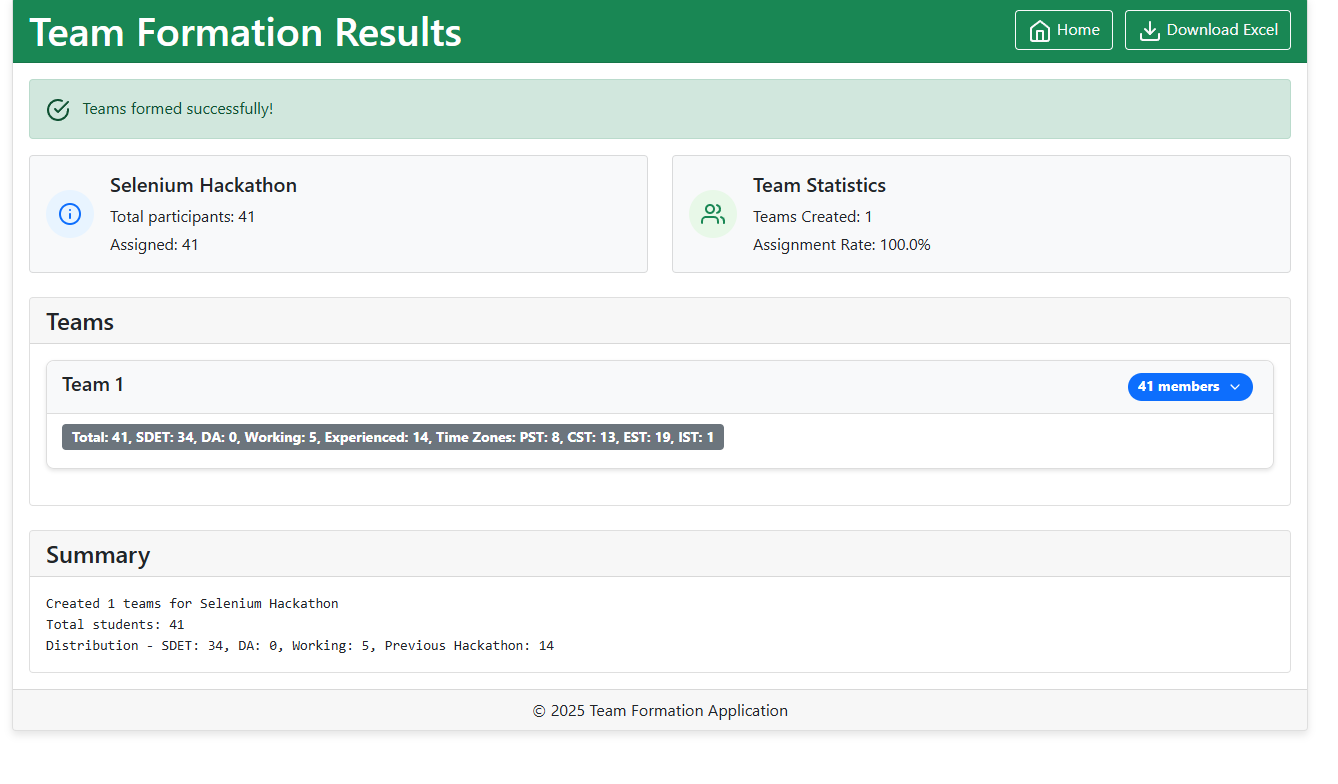 Team Formation Results
Home
Download Excel
Teams formed successfully!
Selenium Hackathon
Total participants: 41
Assigned: 41
Team Statistics
Teams Created: 1
Assignment Rate: 100.0%
Teams
Team 1
41 members
Total: 41, SDET: 34, DA: 0, Working: 5, Experienced: 14, Time Zones: PST: 8, CST: 13, EST: 19, IST: 1
Summary
Created 1 teams for Selenium Hackathon
Total students: 41
Distribution - SDET: 34, DA: 0, Working: 5, Previous Hackathon: 14
© 2025 Team Formation Application